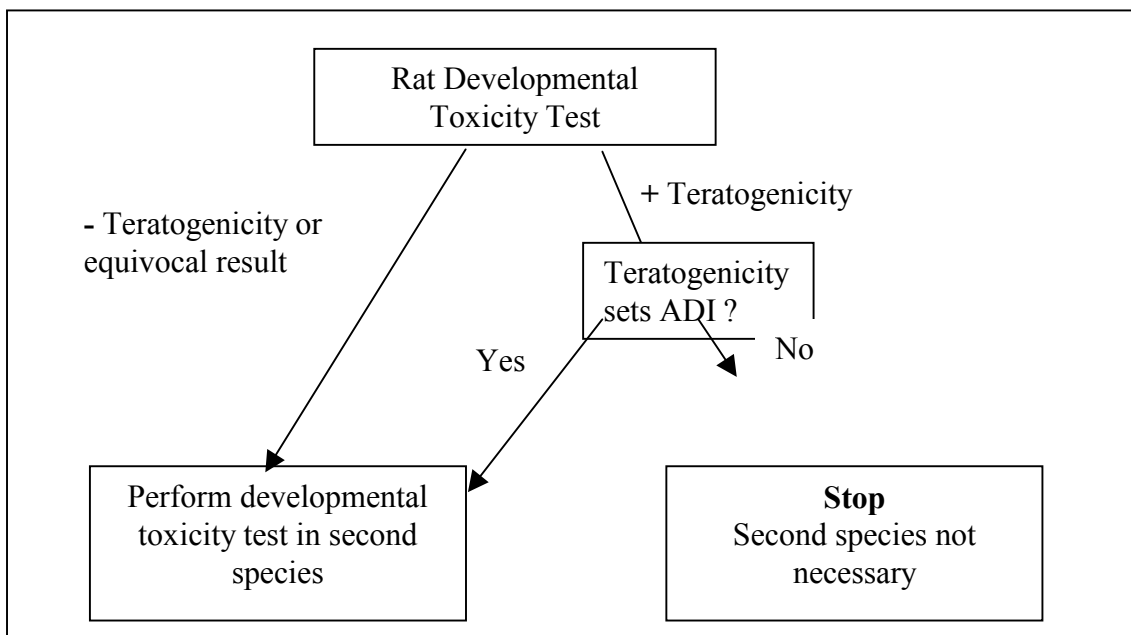 Rat Developmental
Toxicity Test
+ Teratogenicity
- Teratogenicity or
equivocal result
Teratogenicity
sets ADI ?
No
Yes
Perform developmental
toxicity test in second
species
Stop
Second species not
necessary